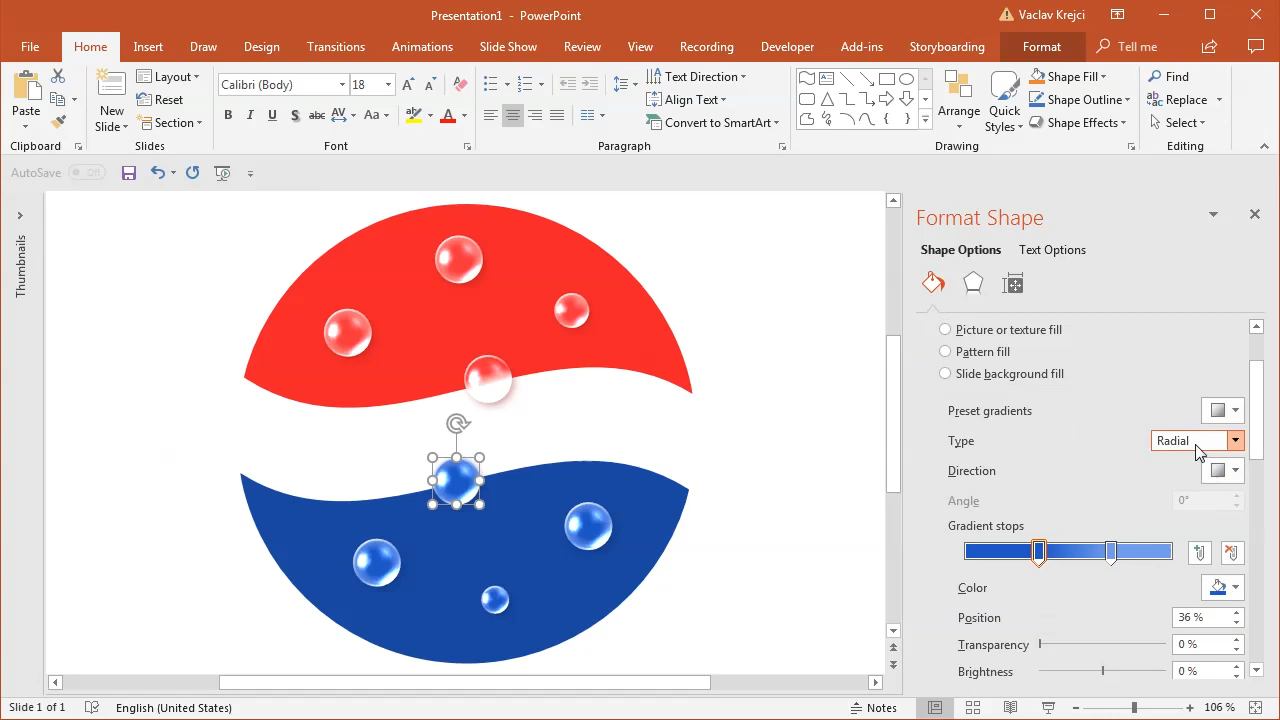 Presentation1 - PowerPoint
Vaclav Krejci
File Home Insert Draw Design Transitions Animations Slide Show Review View Recording Developer Add-ins Storyboarding Format Tell me
Paste
New
Slide
Layout
Reset
Section
Calibri (Body) 18
B I U S abc AV Aa A A A A
Text Direction
Align Text
Convert to SmartArt
Arrange
Quick
Styles
Shape Fill
Shape Outline
Shape Effects
Find
Replace
Select
Clipboard Slides Font Paragraph Drawing Editing
AutoSave Off
Thumbnails
Format Shape
Shape Options Text Options
Picture or texture fill
Pattern fill
Slide background fill
Preset gradients
Type Radial
Direction
Angle 0°
Gradient stops
Color
Position 36 %
Transparency 0 %
Brightness 0 %
Slide 1 of 1 English (United States) Notes 106 %